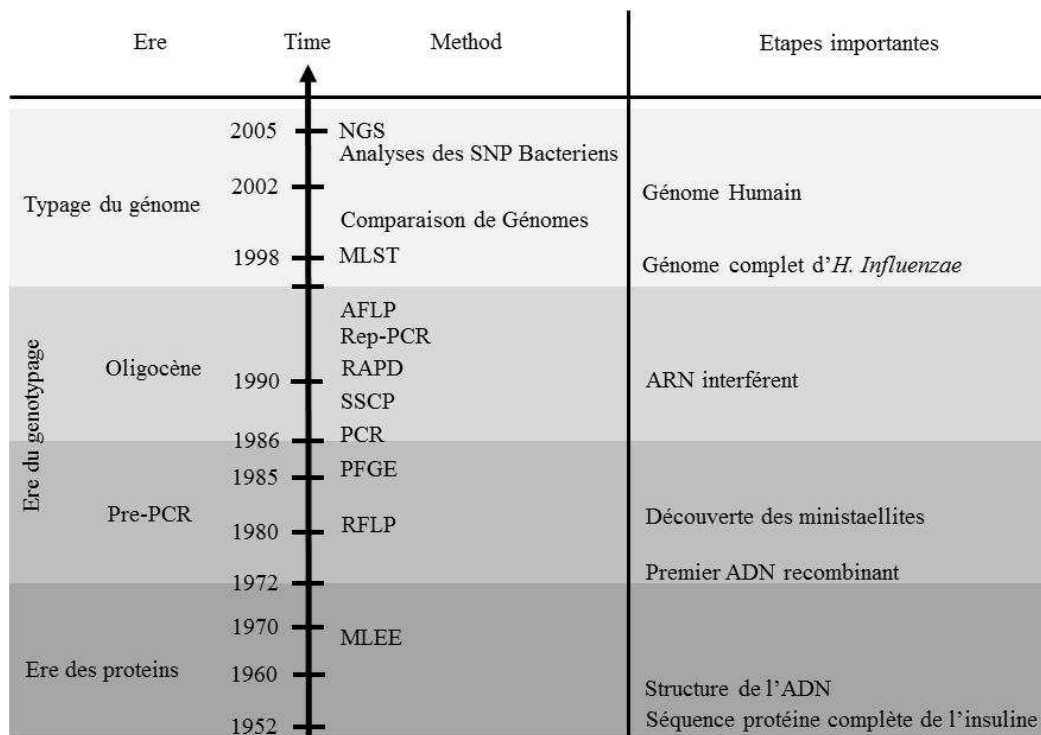 Ere Time Method Etapes importantes
2005 NGS
Analyses des SNP Bacteriens
2002
Génome Humain
Typage du génome
Comparaison de Génomes
1998 MLST
Génome complet d'H. Influenzae
AFLP
Rep-PCR
Oligocène
RAPD
1990
ARN interférent
SSCP
1986 PCR
Ere du genotypage
1985 PFGE
Pre-PCR
1980 RFLP
Découverte des ministaellites
1972
Premier ADN recombinant
1970 MLEE
Ere des proteins
1960
Structure de l'ADN
1952
Séquence protéine complète de l'insuline